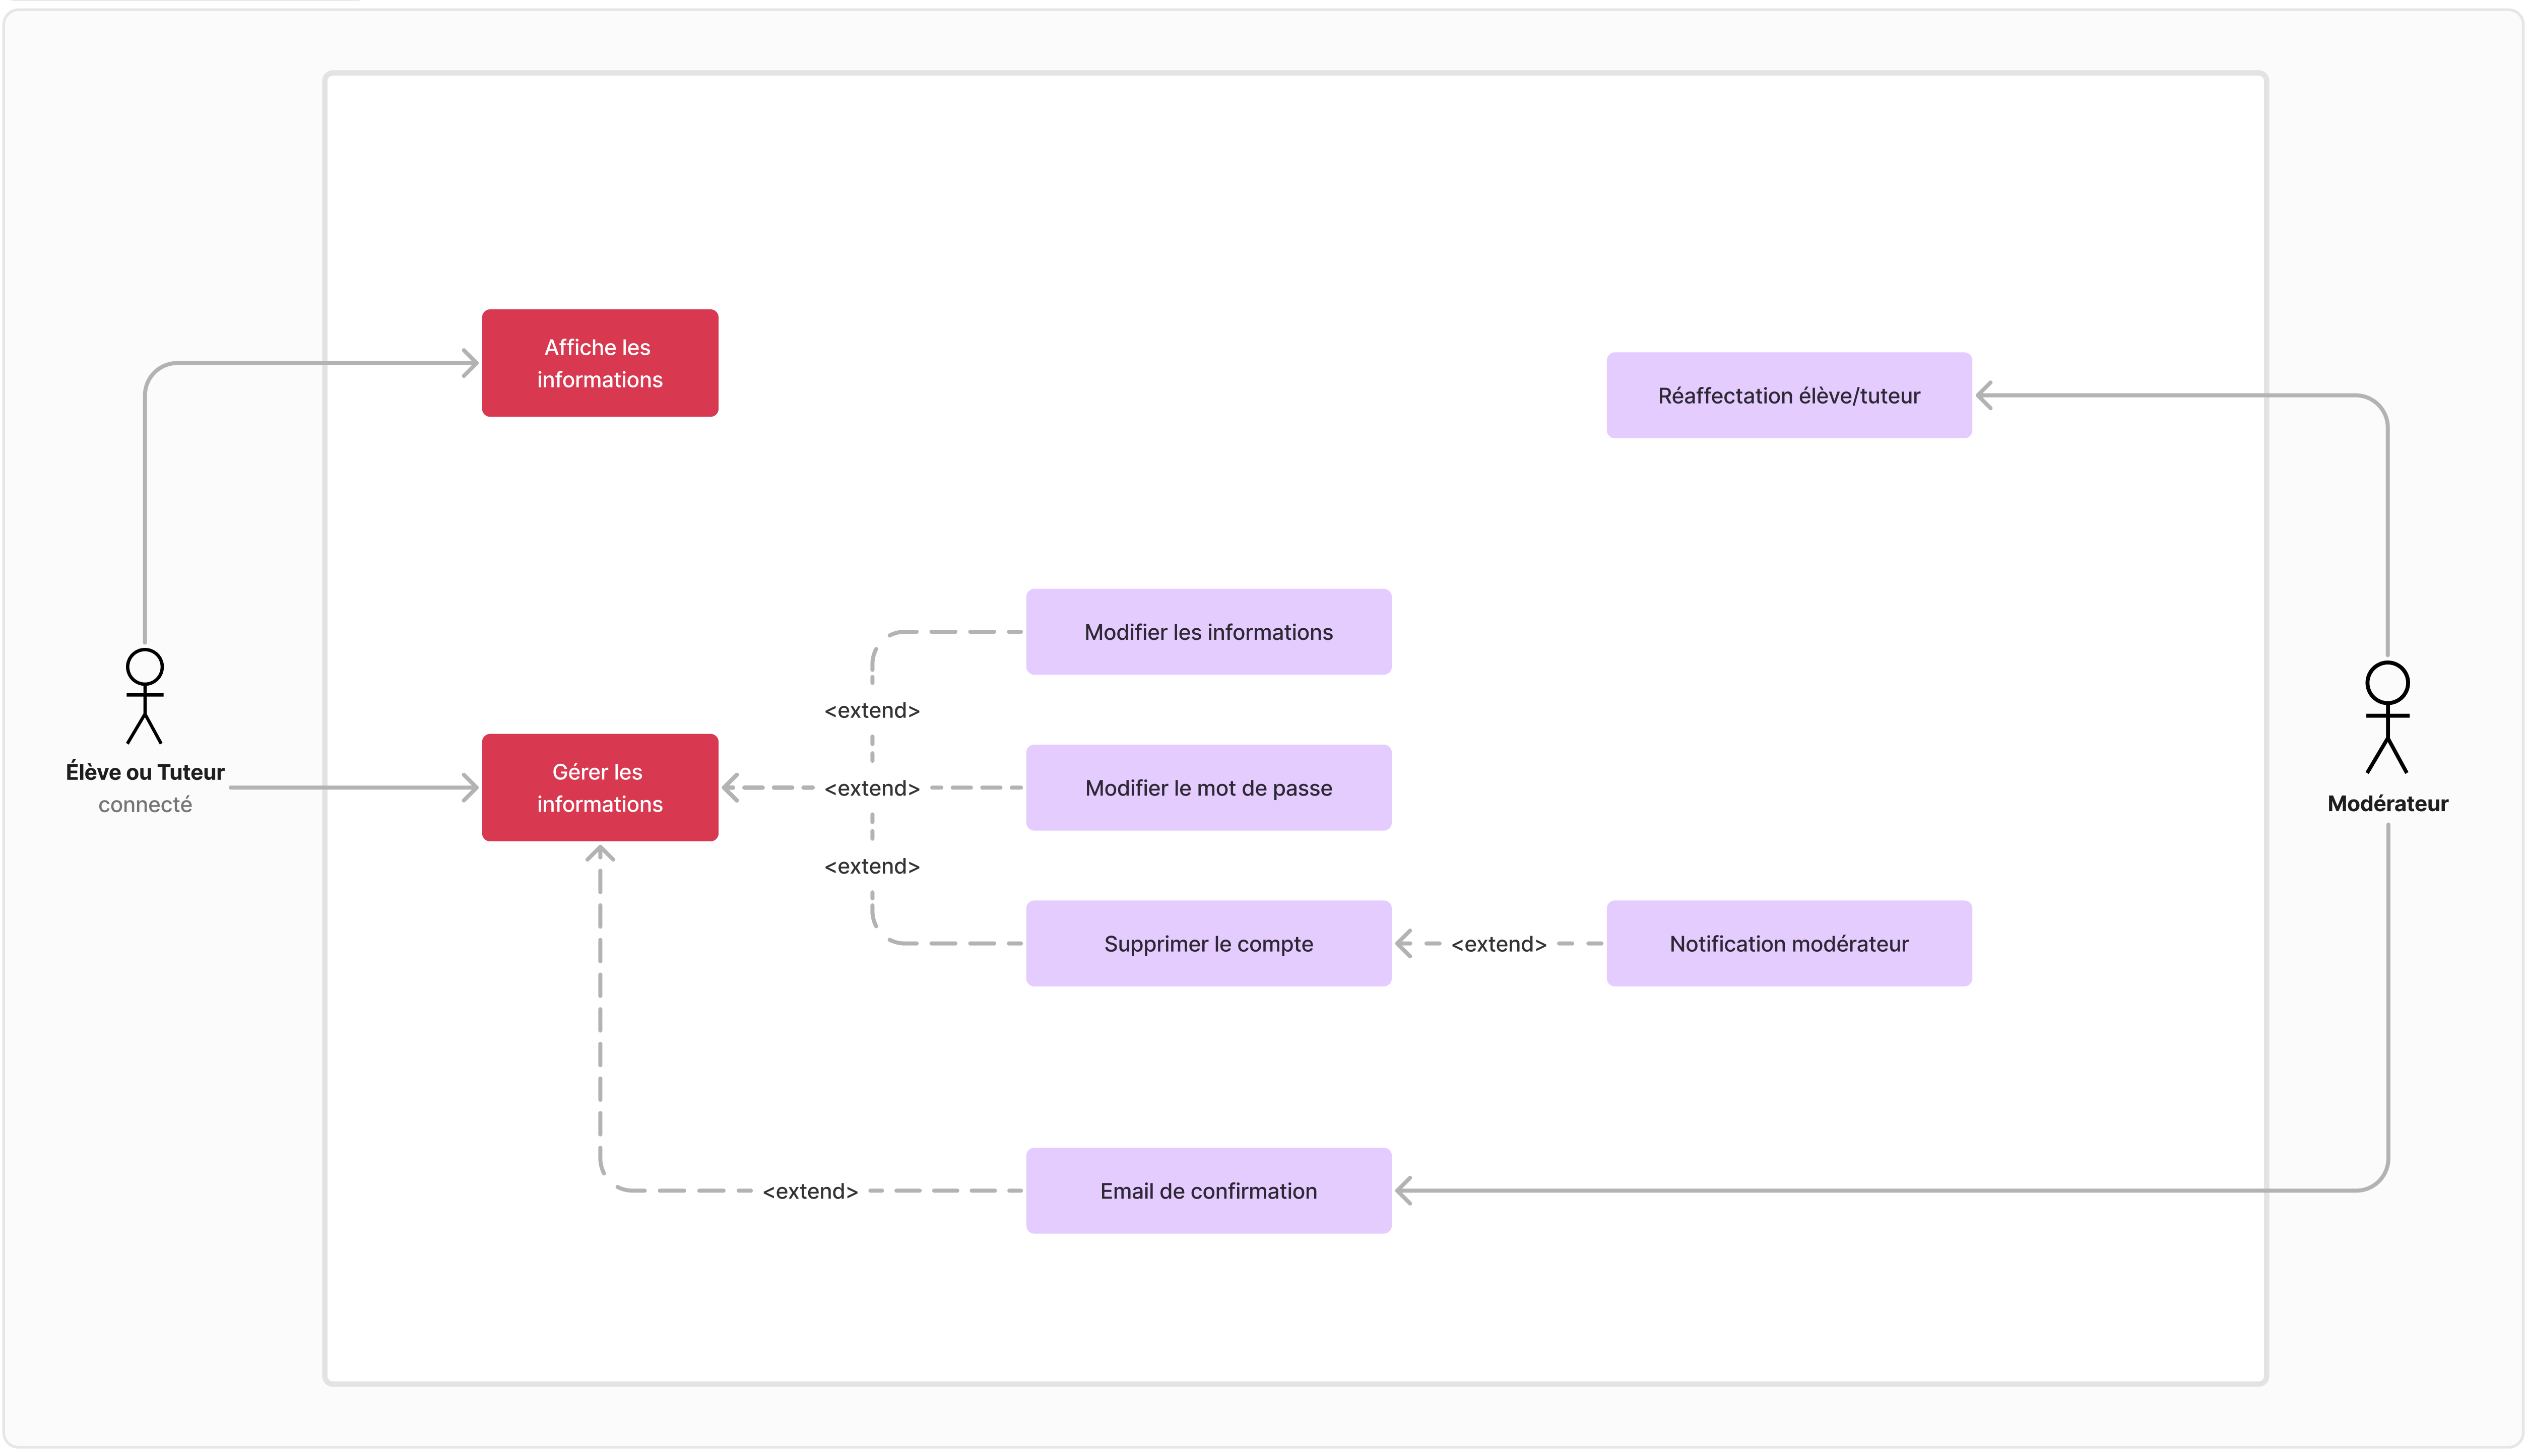 Affiche les
informations
Réaffectation élève/tuteur
Modifier les informations
<extend>
Élève ou Tuteur
connecté
Gérer les
informations
<extend>
Modifier le mot de passe
Modérateur
<extend>
Supprimer le compte
<extend>
Notification modérateur
<extend>
Email de confirmation